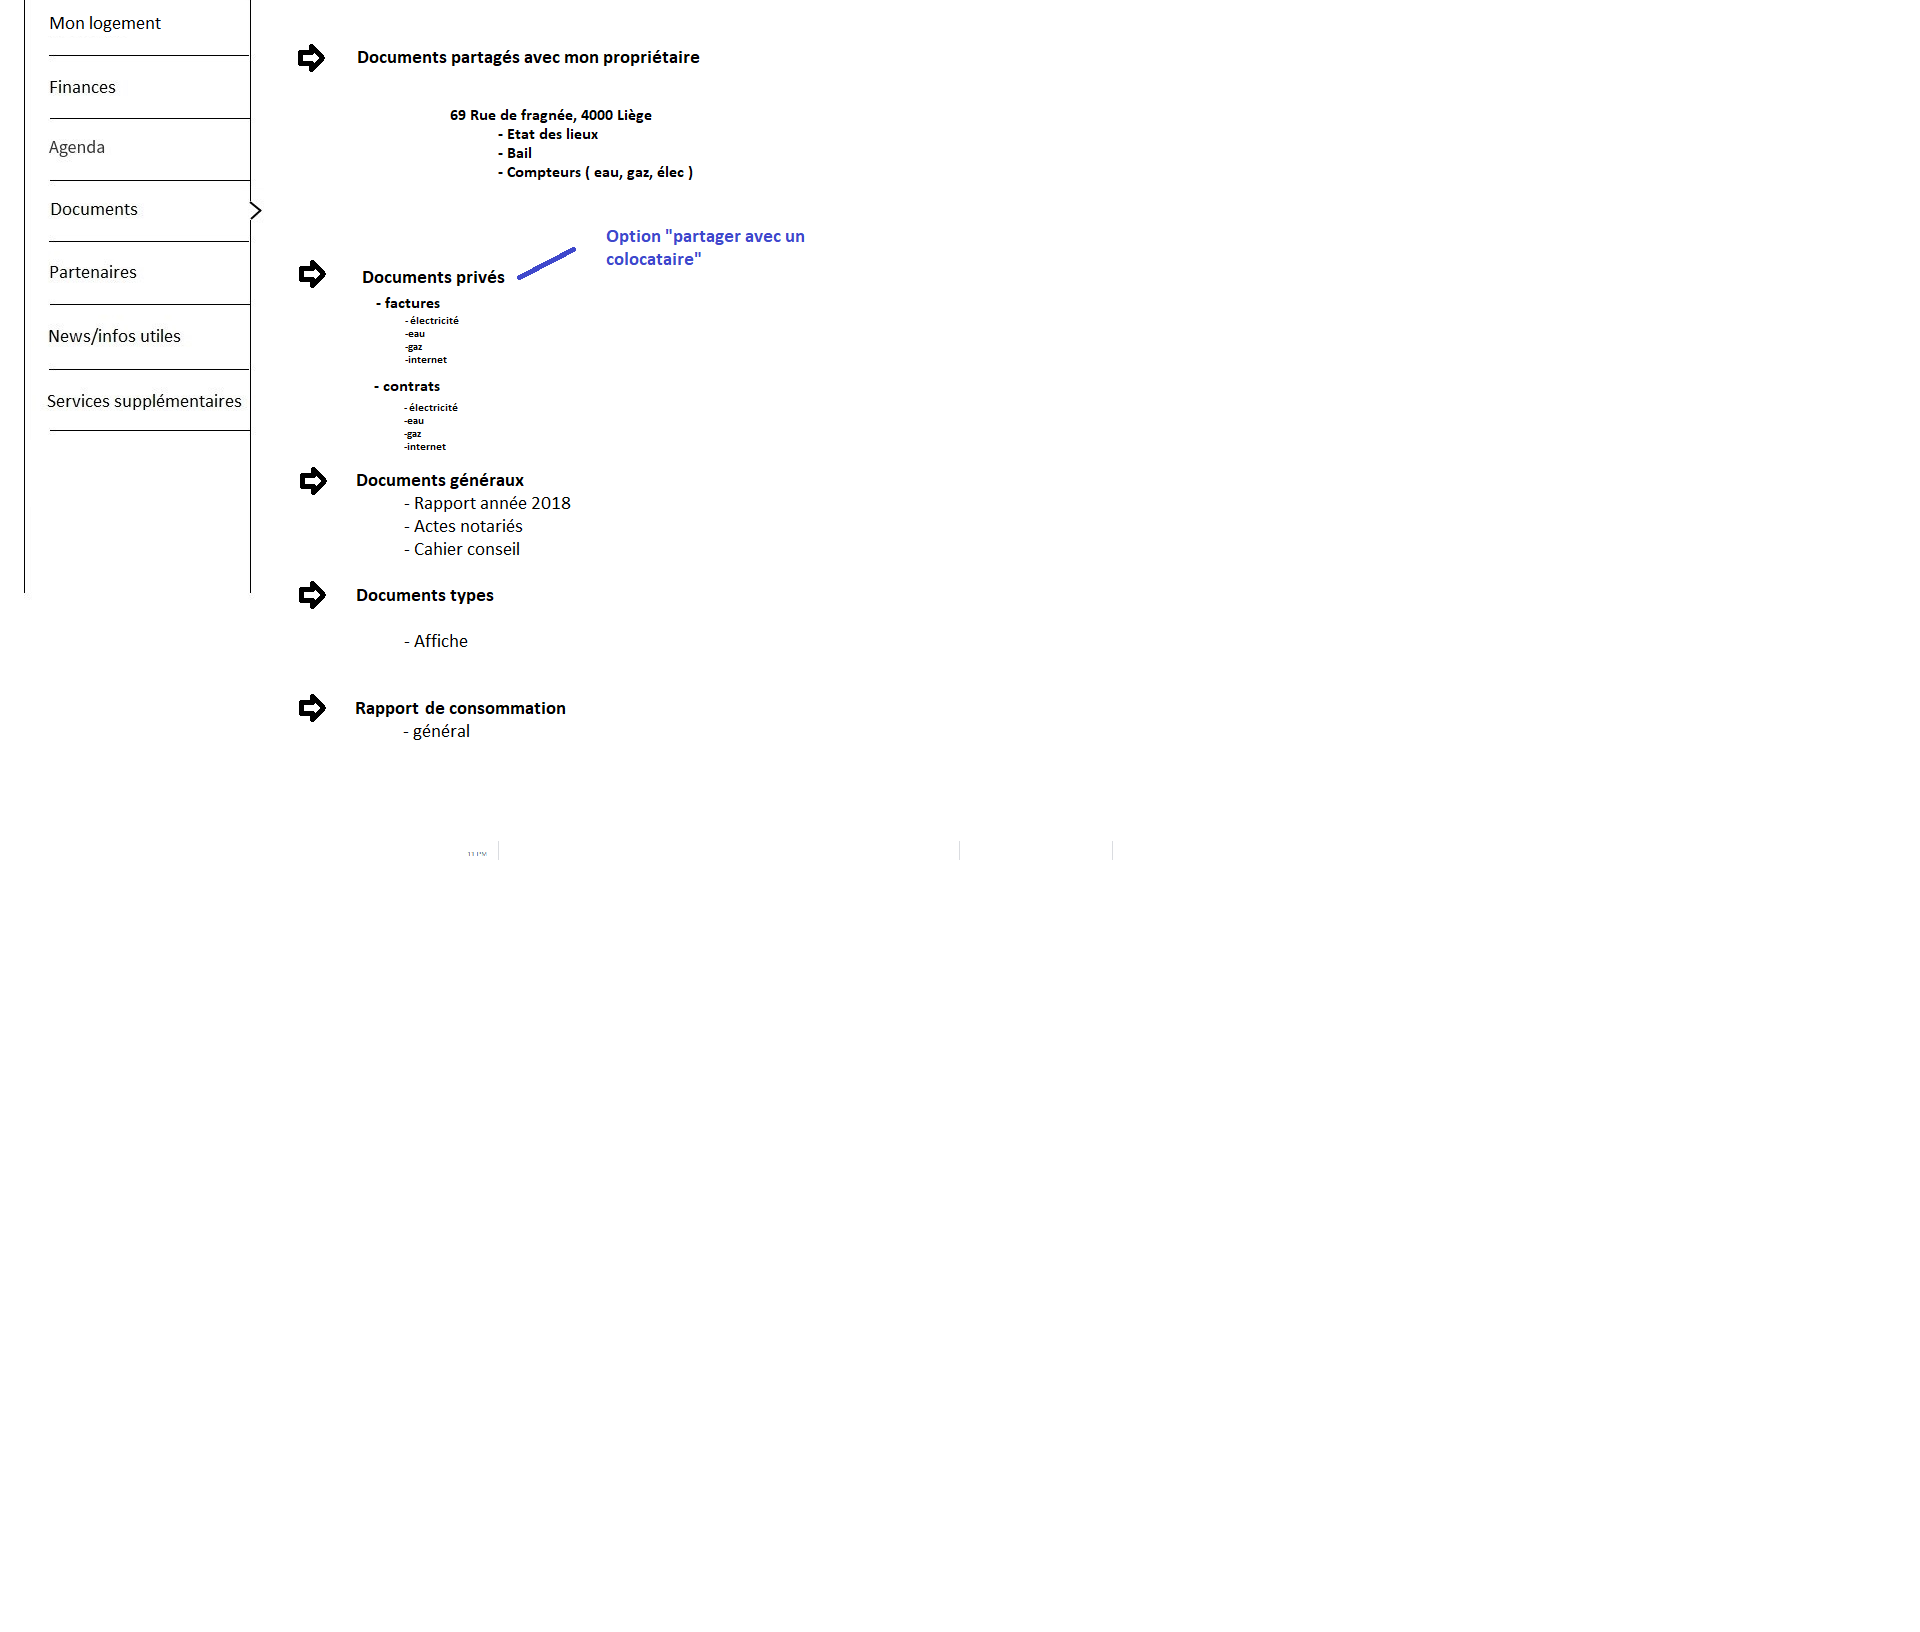 Mon logement
Finances
Agenda
Documents
Partenaires
News/infos utiles
Services supplémentaires
Documents partagés avec mon propriétaire
69 Rue de fragnée, 4000 Liège
- Etat des lieux
- Bail
- Compteurs ( eau, gaz, élec )
Option "partager avec un
colocataire"
Documents privés
- factures
- électricité
-eau
-gaz
-internet
- contrats
- électricité
-eau
-gaz
-internet
Documents généraux
- Rapport année 2018
- Actes notariés
- Cahier conseil
Documents types
- Affiche
Rapport de consommation
- général